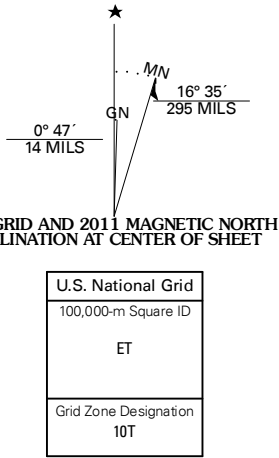 MN
16° 35´
295 MILS
GN
0° 47´
14 MILS
GRID AND 2011 MAGNETIC NORTH
LINATION AT CENTER OF SHEET
U.S. National Grid
100,000-m Square ID
ET
Grid Zone Designation
10T